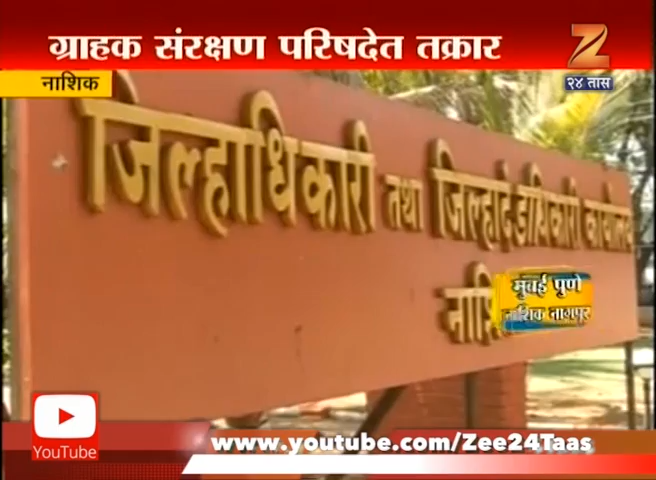 ग्राहक संरक्षण परिषदेत तक्रार
२४ तास
नाशिक
जिल्हाधिकारी तथा जिल्हादंडाधिकारी कार्यालय
मुंबई पुणे
नाशिक नागपूर
YouTube
www.youtube.com/Zee24Taas